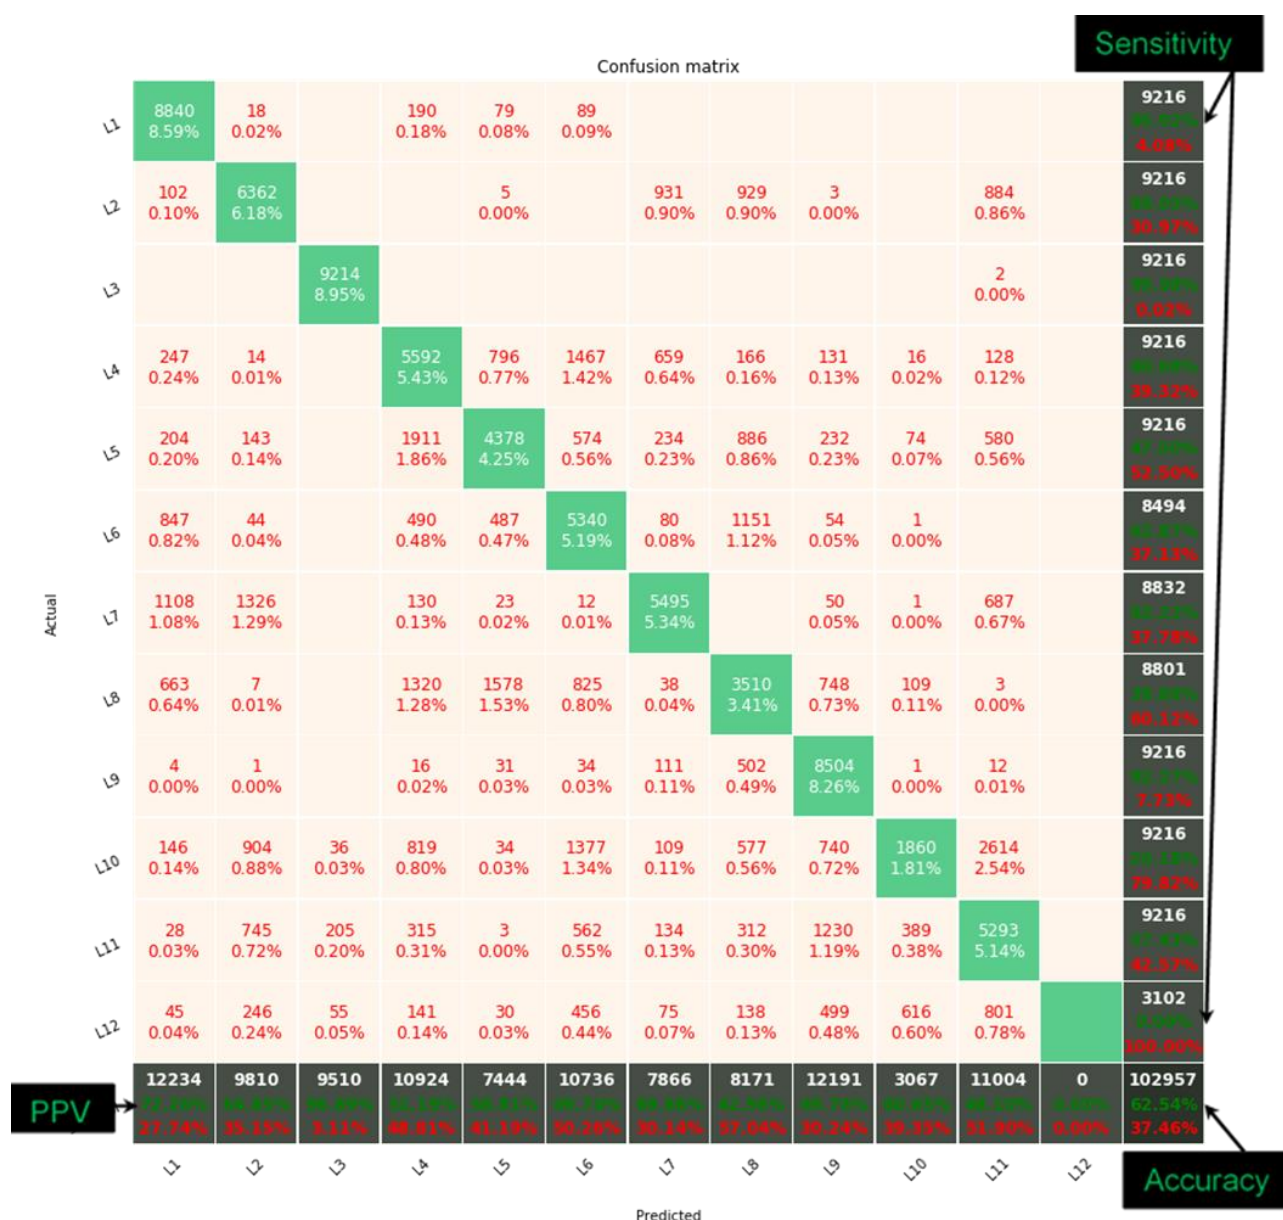 Sensitivity
Confusion matrix
L1
8840 18 190 79 89 9216
8.59% 0.02% 0.18% 0.08% 0.09%
4.08%
L2
102 6362 5 931 929 3 884 9216
0.10% 6.18% 0.00% 0.90% 0.90% 0.00% 0.86%
30.97%
L3
9214 2 9216
8.95% 0.00%
0.02%
L4
247 14 5592 796 1467 659 166 131 16 128 9216
0.24% 0.01% 5.43% 0.77% 1.42% 0.64% 0.16% 0.13% 0.02% 0.12%
39.32%
L5
204 143 1911 4378 574 234 886 232 74 580 9216
0.20% 0.14% 1.86% 4.25% 0.56% 0.23% 0.86% 0.23% 0.07% 0.56%
52.50%
L6
847 44 490 487 5340 80 1151 54 1 8494
0.82% 0.04% 0.48% 0.47% 5.19% 0.08% 1.12% 0.05% 0.00%
37.13%
Actual
L7
1108 1326 130 23 12 5495 50 1 687 8832
1.08% 1.29% 0.13% 0.02% 0.01% 5.34% 0.05% 0.00% 0.67%
37.78%
L8
663 7 1320 1578 825 38 3510 748 109 3 8801
0.64% 0.01% 1.28% 1.53% 0.80% 0.04% 3.41% 0.73% 0.11% 0.00%
60.12%
L9
4 1 16 31 34 111 502 8504 1 12 9216
0.00% 0.00% 0.02% 0.03% 0.03% 0.11% 0.49% 8.26% 0.00% 0.01%
7.73%
L10
146 904 36 819 34 1377 109 577 740 1860 2614 9216
0.14% 0.88% 0.03% 0.80% 0.03% 1.34% 0.11% 0.56% 0.72% 1.81% 2.54%
79.82%
L11
28 745 205 315 3 562 134 312 1230 389 5293 9216
0.03% 0.72% 0.20% 0.31% 0.00% 0.55% 0.13% 0.30% 1.19% 0.38% 5.14%
42.57%
L12
45 246 55 141 30 456 75 138 499 616 801 3102
0.04% 0.24% 0.05% 0.14% 0.03% 0.44% 0.07% 0.13% 0.48% 0.60% 0.78%
100.00%
PPV
12234 9810 9510 10924 7444 10736 7866 8171 12191 3067 11004 0 102957
62.54%
27.74% 35.15% 3.11% 48.81% 41.19% 50.26% 30.14% 57.04% 30.24% 39.35% 51.90% 0.00% 37.46%
L1 L2 L3 L4 L5 L6 L7 L8 L9 L10 L11 L12
Accuracy
Predicted